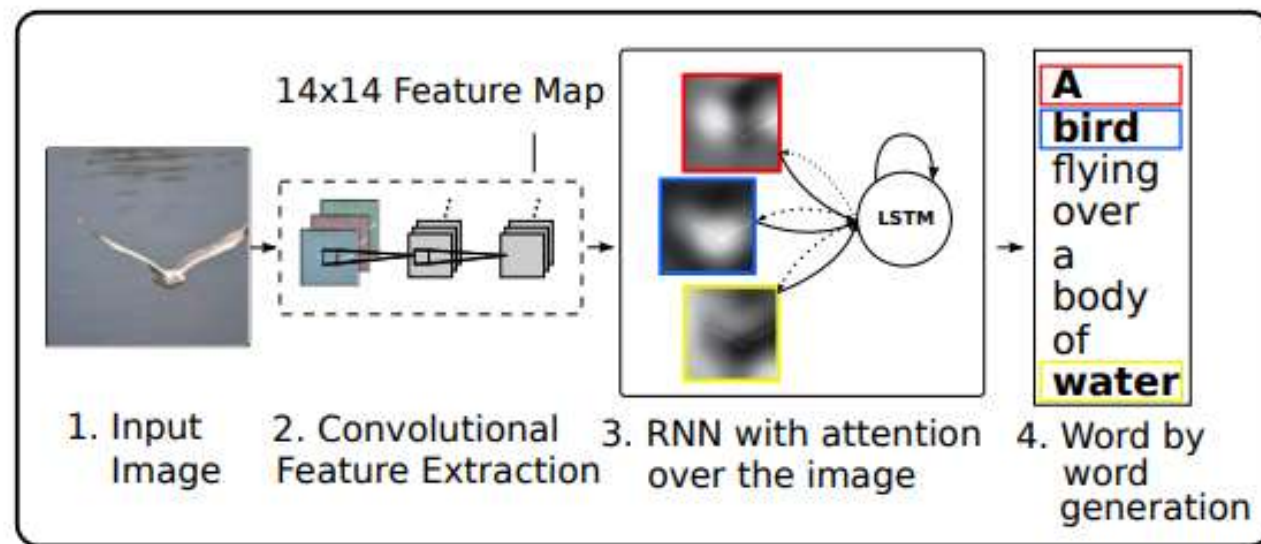 14x14 Feature Map
LSTM
A
bird
flying
over
a
body
of
water
1. Input
Image
2. Convolutional
Feature Extraction
3. RNN with attention
over the image
4. Word by
word
generation